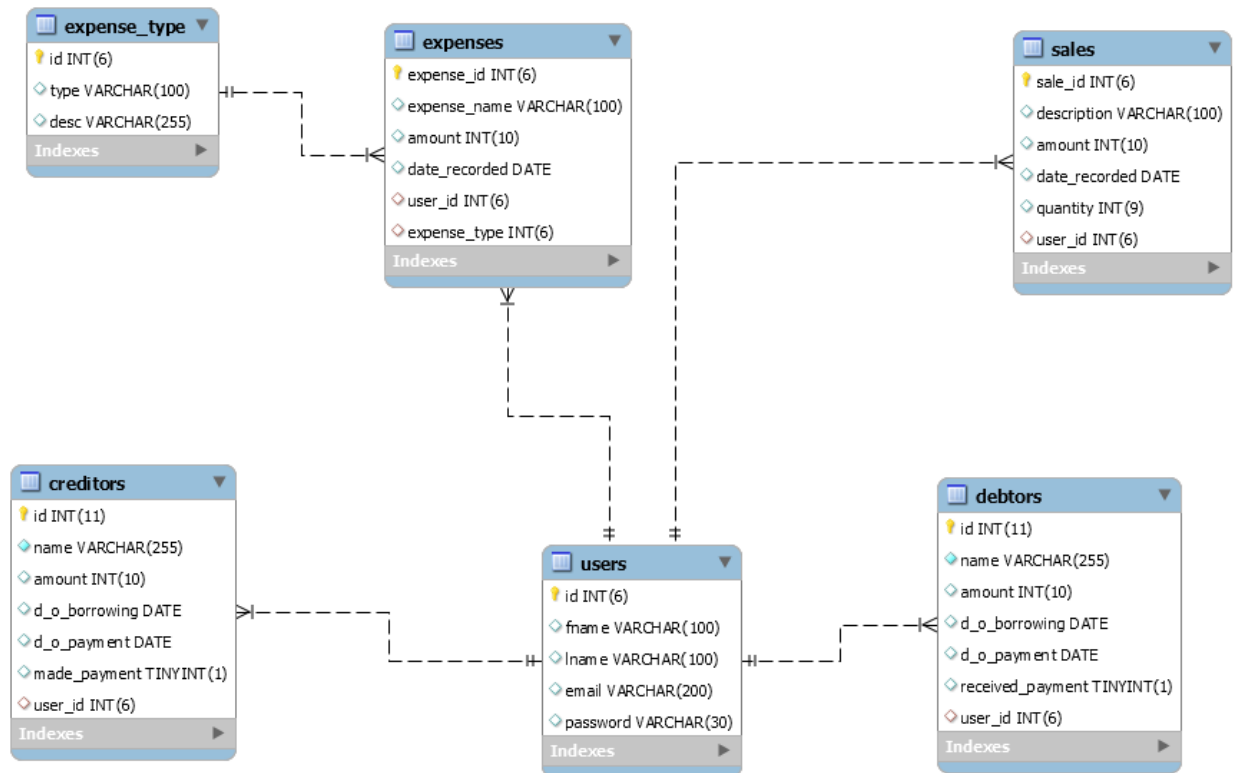 expense_type
id INT(6)
type VARCHAR(100)
desc VARCHAR(255)
Indexes
expenses
expense_id INT(6)
expense_name VARCHAR(100)
amount INT(10)
date_recorded DATE
user_id INT(6)
expense_type INT(6)
Indexes
sales
sale_id INT(6)
description VARCHAR(100)
amount INT(10)
date_recorded DATE
quantity INT(9)
user_id INT(6)
Indexes
creditors
id INT(11)
name VARCHAR(255)
amount INT(10)
d_o_borrowing DATE
d_o_payment DATE
made_payment TINYINT(1)
user_id INT(6)
Indexes
users
id INT(6)
fname VARCHAR(100)
lname VARCHAR(100)
email VARCHAR(200)
password VARCHAR(30)
Indexes
debtors
id INT(11)
name VARCHAR(255)
amount INT(10)
d_o_borrowing DATE
d_o_payment DATE
received_payment TINYINT(1)
user_id INT(6)
Indexes